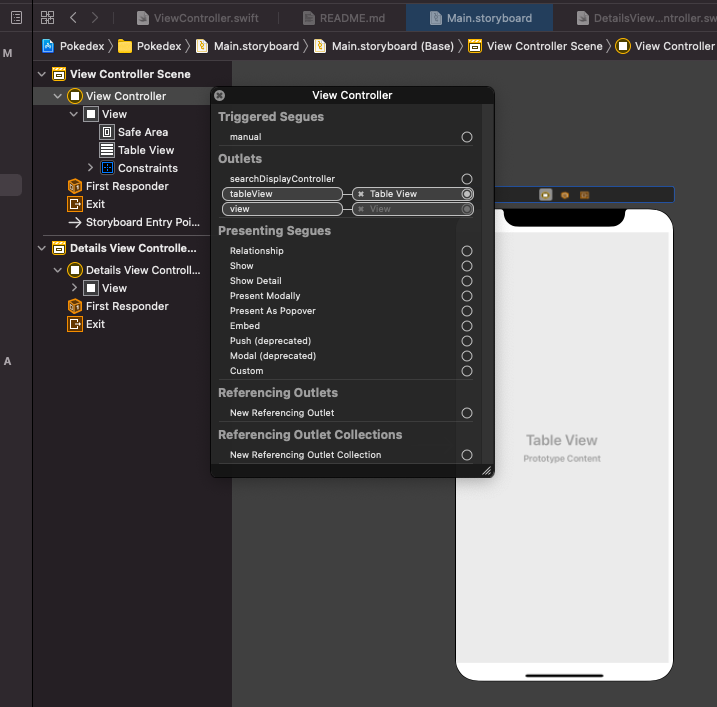 ViewController.swift
README.md
Main.storyboard
DetailsView...ntroller.sw
Pokedex
Pokedex
Main.storyboard
Main.storyboard (Base)
View Controller Scene
View Controller
M
A
View Controller Scene
View Controller
View
Safe Area
Table View
Constraints
First Responder
Exit
Storyboard Entry Poi...
Details View Controlle...
Details View Controll...
View
First Responder
Exit
View Controller
Triggered Segues
manual
Outlets
searchDisplayController
tableView
Table View
view
View
Presenting Segues
Relationship
Show
Show Detail
Present Modally
Present As Popover
Embed
Push (deprecated)
Modal (deprecated)
Custom
Referencing Outlets
New Referencing Outlet
Referencing Outlet Collections
New Referencing Outlet Collection
Table View
Prototype Content